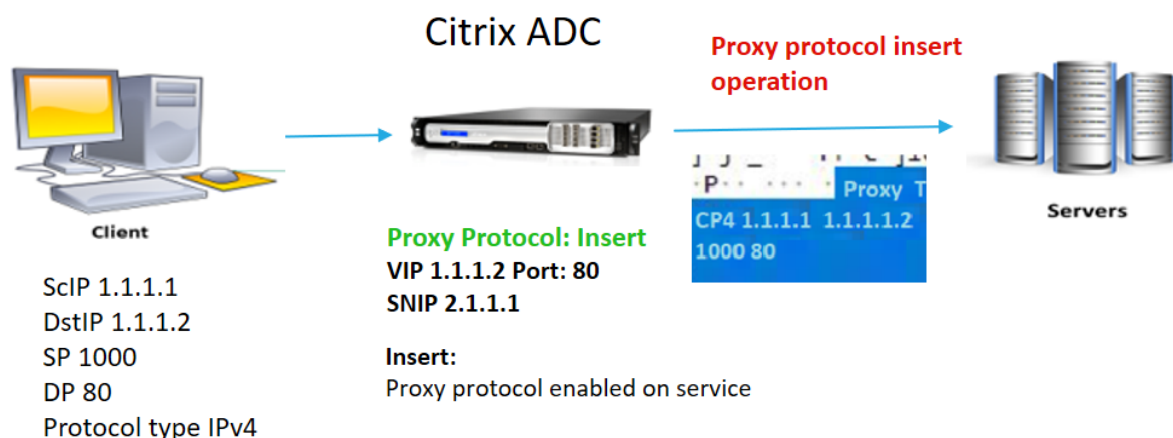 Citrix ADC
Proxy protocol insert
operation
Client
ScIP 1.1.1.1
DstIP 1.1.1.2
SP 1000
DP 80
Protocol type IPv4
Proxy Protocol: Insert
VIP 1.1.1.2 Port: 80
SNIP 2.1.1.1
Insert:
Proxy protocol enabled on service
·P·· ··· · Proxy T
CP4 1.1.1.1 1.1.1.1.2
1000 80
Servers